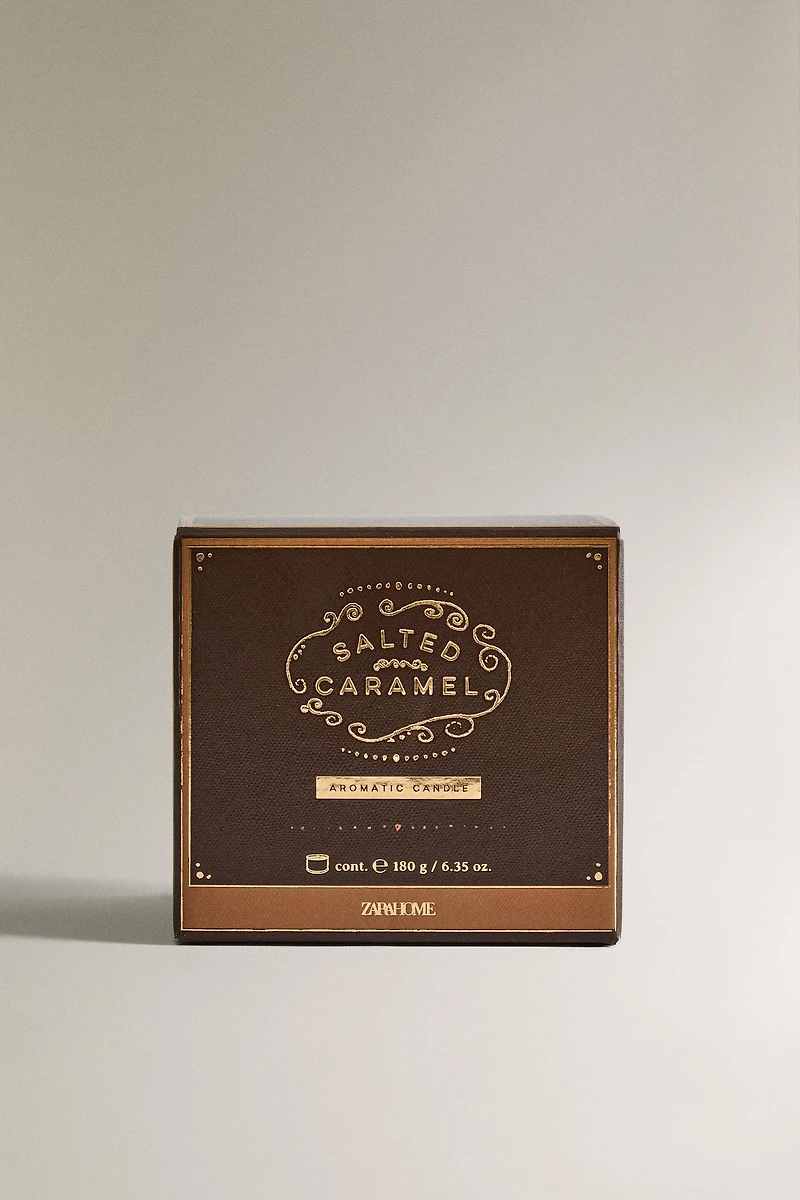 SALTED
CARAMEL
AROMATIC CANDLE
cont. ℮ 180 g / 6.35 oz.
ZARAHOME